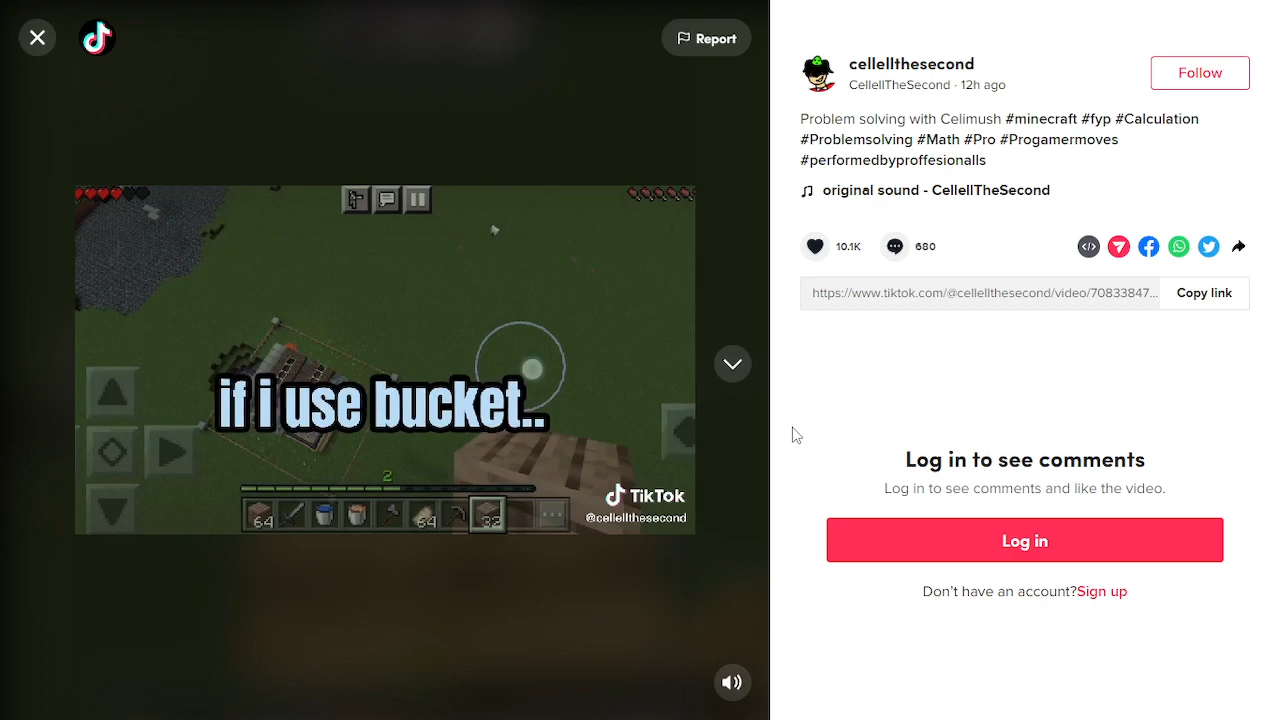 Report
if i use bucket..
2
64
64
32
TikTok
@cellellthesecond
cellellthesecond
CellellTheSecond · 12h ago
Follow
Problem solving with Celimush #minecraft #fyp #Calculation
#Problemsolving #Math #Pro #Progamermoves
#performedbyproffesionalls
original sound - CellellTheSecond
10.1K
680
https://www.tiktok.com/@cellellthesecond/video/70833847...
Copy link
Log in to see comments
Log in to see comments and like the video.
Log in
Don't have an account?Sign up